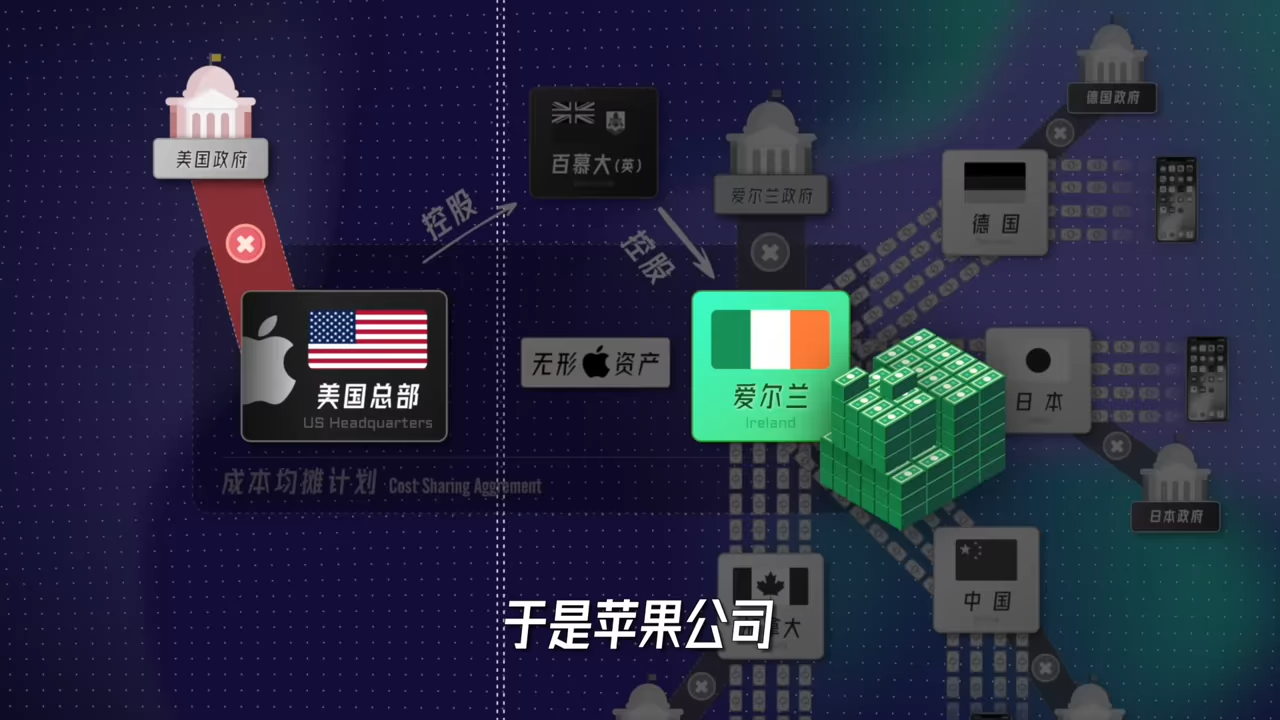 德国政府
美国政府
百慕大(英)
爱尔兰政府
控股
控股
德国
无形 资产
美国总部
US Headquarters
爱尔兰
Ireland
日本
成本均摊计划 Cost Sharing Aggrement
日本政府
中国
于是苹果公司
大